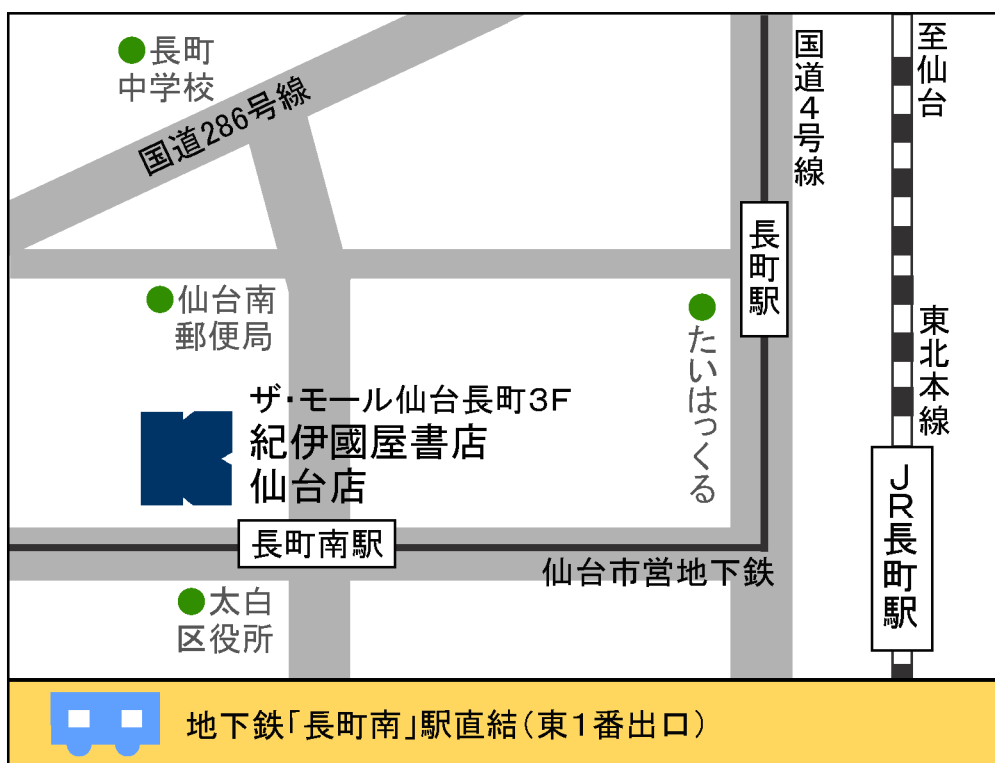 長町
中学校
国道286号線
国道4号線
至仙台
長町駅
仙台南
郵便局
たいはっくる
東北本線
ザ・モール仙台長町3F
紀伊國屋書店
仙台店
JR長町駅
長町南駅
仙台市営地下鉄
太白
区役所
地下鉄「長町南」駅直結（東1番出口）